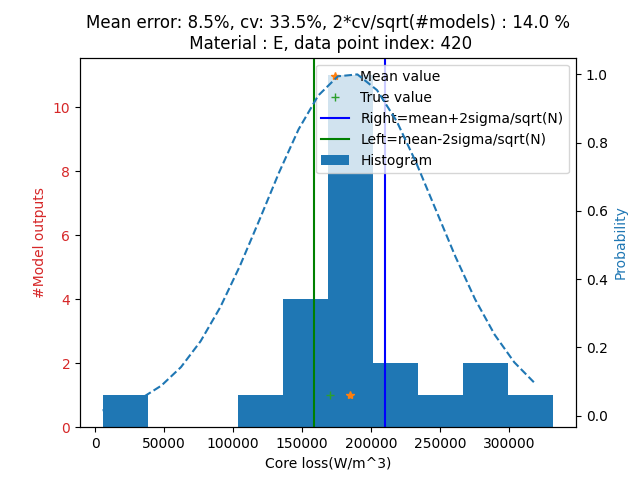 Mean error: 8.5%, cv: 33.5%, 2*cv/sqrt(#models) : 14.0 %
Material : E, data point index: 420
Mean value
True value
Right=mean+2sigma/sqrt(N)
Left=mean-2sigma/sqrt(N)
Histogram
#Model outputs
10
8
6
4
2
0
1.0
0.8
0.6
0.4
0.2
0.0
Probability
0 50000 100000 150000 200000 250000 300000
Core loss(W/m^3)